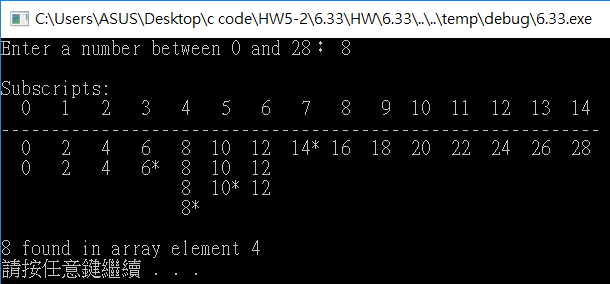 C:\Users\ASUS\Desktop\c code\HW5-2\6.33\HW\6.33\..\..\temp\debug\6.33.exe
Enter a number between 0 and 28： 8
Subscripts:
0 1 2 3 4 5 6 7 8 9 10 11 12 13 14
------------------------------------------------------------
0 2 4 6 8 10 12 14* 16 18 20 22 24 26 28
0 2 4 6* 8 10 12
8 10* 12
8*
8 found in array element 4
請按任意鍵繼續 . . .